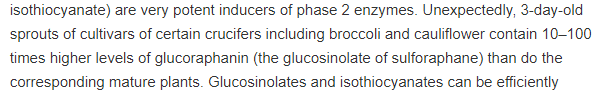 isothiocyanate) are very potent inducers of phase 2 enzymes. Unexpectedly, 3-day-old
sprouts of cultivars of certain crucifers including broccoli and cauliflower contain 10–100
times higher levels of glucoraphanin (the glucosinolate of sulforaphane) than do the
corresponding mature plants. Glucosinolates and isothiocyanates can be efficiently